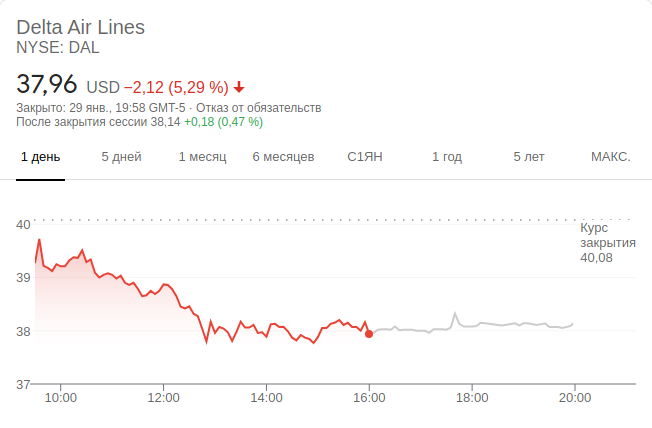 Delta Air Lines
NYSE: DAL
37,96 USD −2,12 (5,29 %)
Закрыто: 29 янв., 19:58 GMT-5 · Отказ от обязательств
После закрытия сессии 38,14 +0,18 (0,47 %)
1 день 5 дней 1 месяц 6 месяцев С1ЯН 1 год 5 лет МАКС.
40
Курс
закрытия
40,08
39
38
37
10:00 12:00 14:00 16:00 18:00 20:00